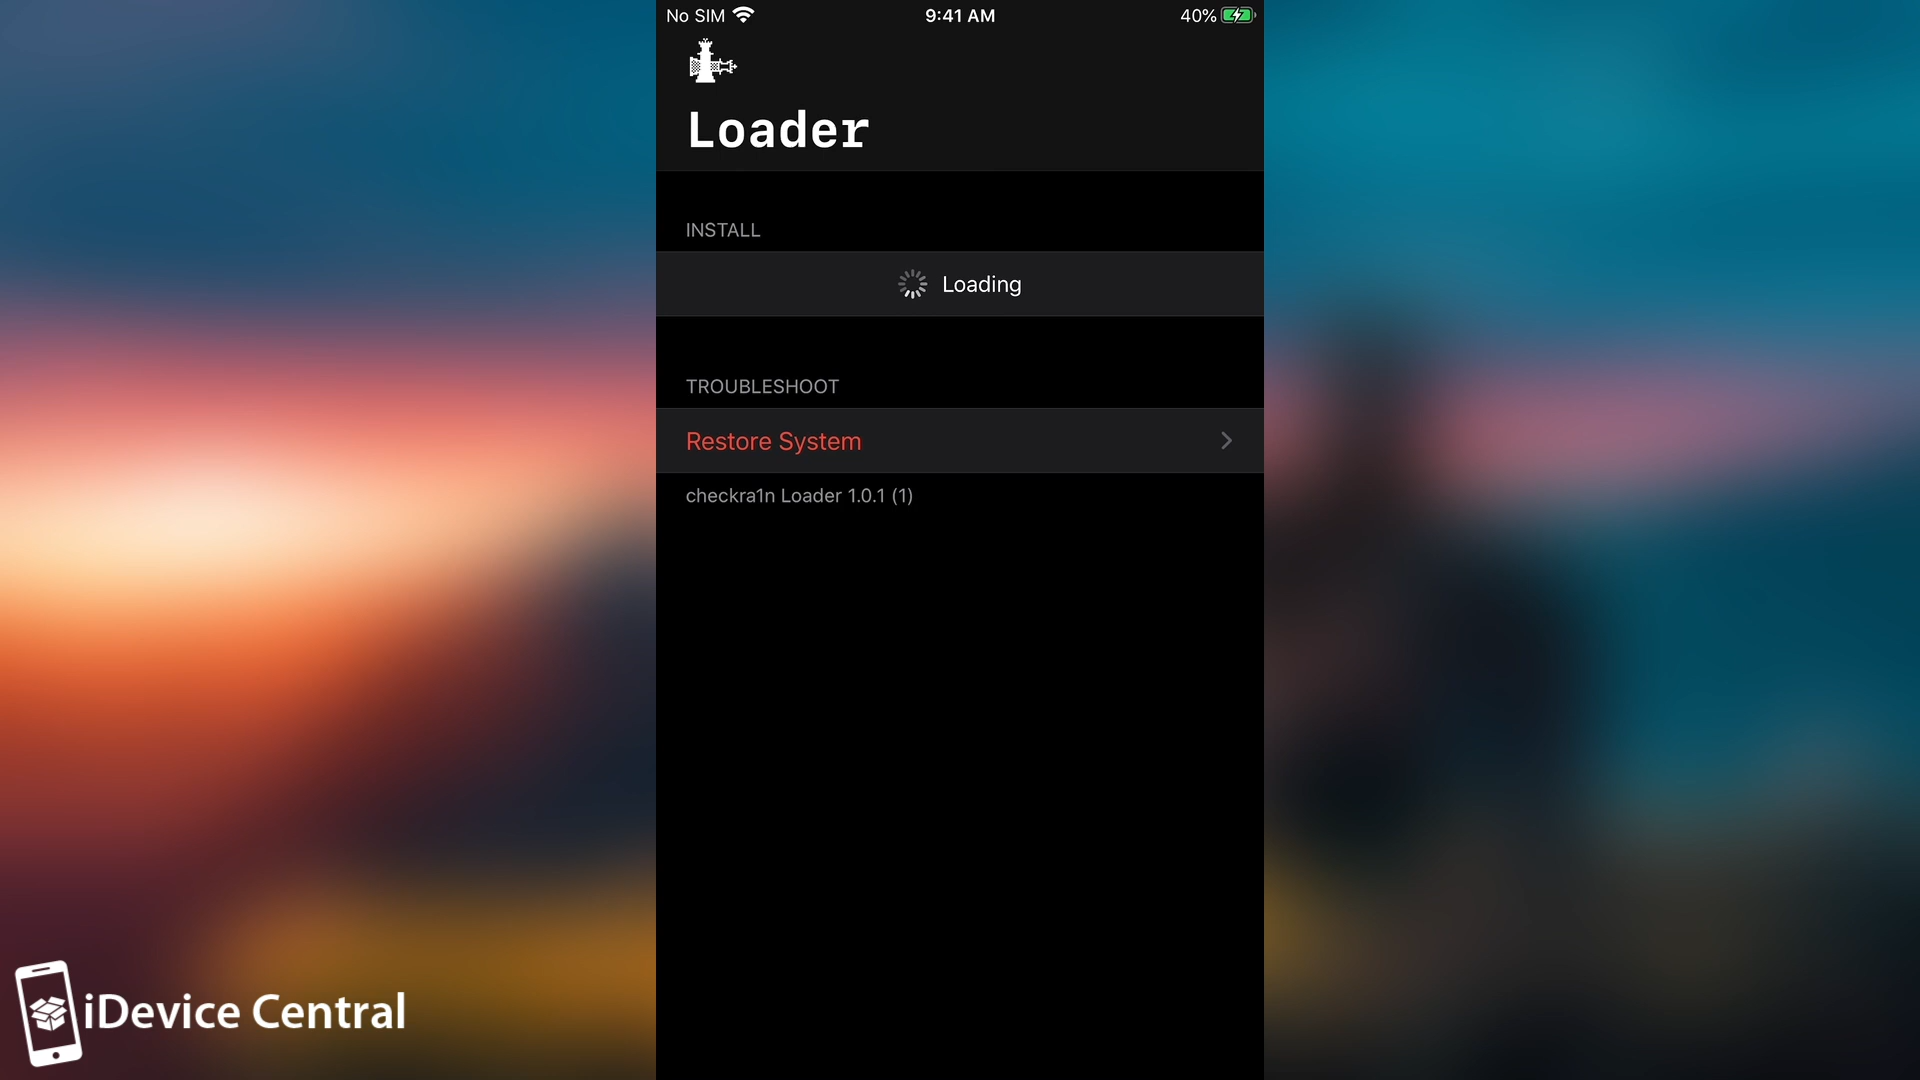 No SIM
9:41 AM
40%
Loader
INSTALL
Loading
TROUBLESHOOT
Restore System
checkra1n Loader 1.0.1 (1)
iDevice Central